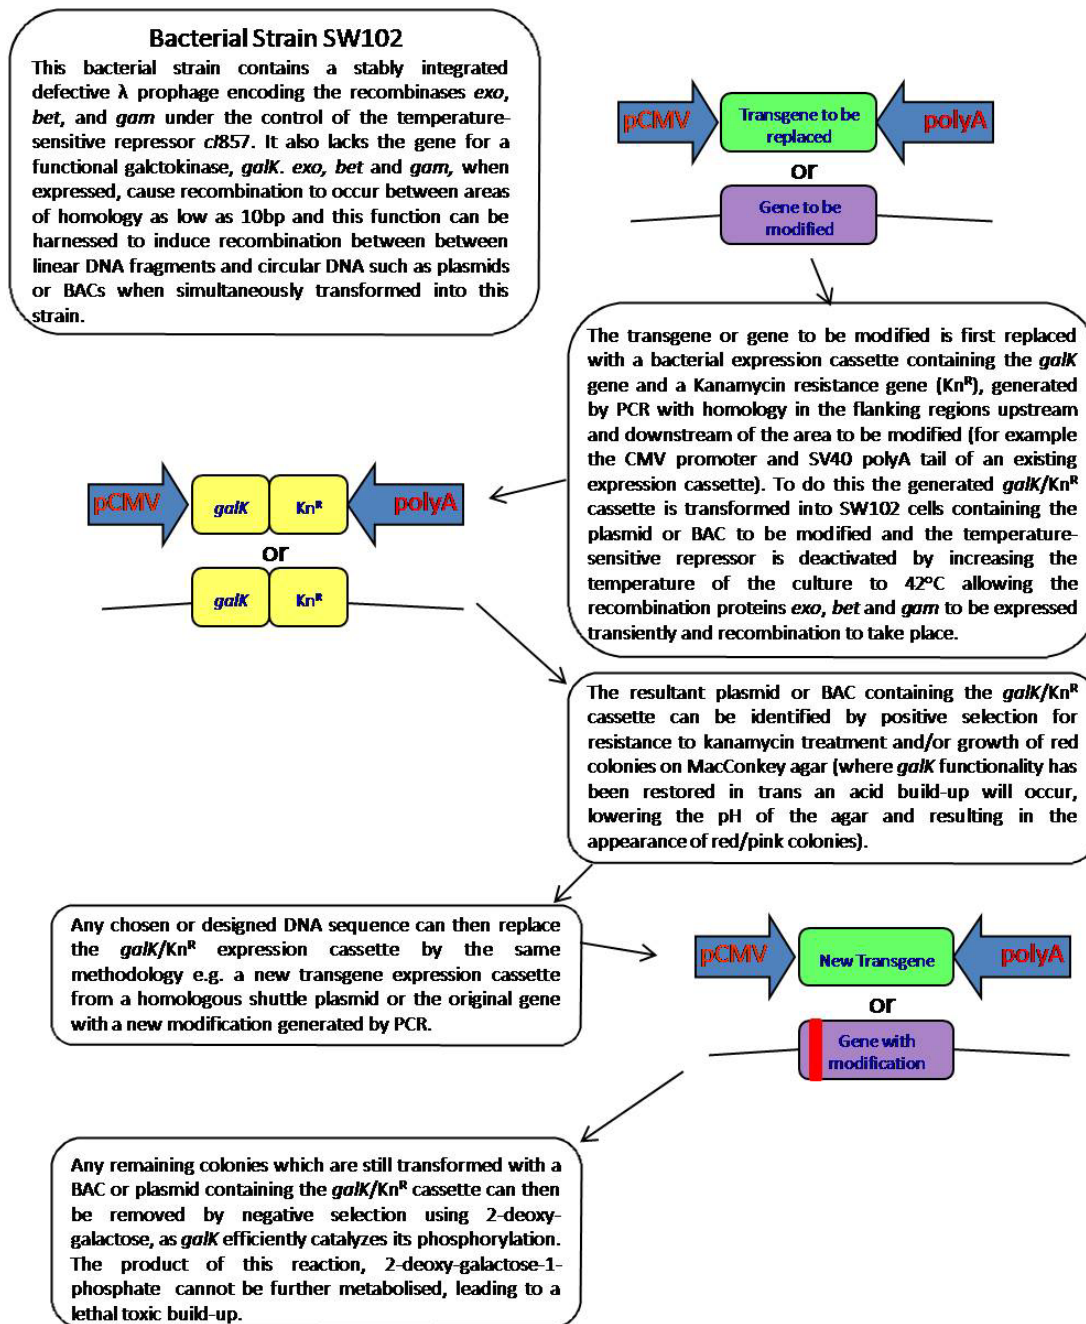 Bacterial Strain SW102
This bacterial strain contains a stably integrated
defective λ prophage encoding the recombinases exo,
bet, and gam under the control of the temperature-
sensitive repressor cI857. It also lacks the gene for a
functional galctokinase, galK. exo, bet and gam, when
expressed, cause recombination to occur between areas
of homology as low as 10bp and this function can be
harnessed to induce recombination between between
linear DNA fragments and circular DNA such as plasmids
or BACs when simultaneously transformed into this
strain.
pCMV
Transgene to be
replaced
polyA
or
Gene to be
modified
The transgene or gene to be modified is first replaced
with a bacterial expression cassette containing the galK
gene and a Kanamycin resistance gene (Knᴿ), generated
by PCR with homology in the flanking regions upstream
and downstream of the area to be modified (for example
the CMV promoter and SV40 polyA tail of an existing
expression cassette). To do this the generated galK/Knᴿ
cassette is transformed into SW102 cells containing the
plasmid or BAC to be modified and the temperature-
sensitive repressor is deactivated by increasing the
temperature of the culture to 42°C allowing the
recombination proteins exo, bet and gam to be expressed
transiently and recombination to take place.
pCMV
galK
Knᴿ
polyA
or
galK
Knᴿ
The resultant plasmid or BAC containing the galK/Knᴿ
cassette can be identified by positive selection for
resistance to kanamycin treatment and/or growth of red
colonies on MacConkey agar (where galK functionality has
been restored in trans an acid build-up will occur,
lowering the pH of the agar and resulting in the
appearance of red/pink colonies).
Any chosen or designed DNA sequence can then replace
the galK/Knᴿ expression cassette by the same
methodology e.g. a new transgene expression cassette
from a homologous shuttle plasmid or the original gene
with a new modification generated by PCR.
pCMV
New Transgene
polyA
or
Gene with
modification
Any remaining colonies which are still transformed with a
BAC or plasmid containing the galK/Knᴿ cassette can then
be removed by negative selection using 2-deoxy-
galactose, as galK efficiently catalyzes its phosphorylation.
The product of this reaction, 2-deoxy-galactose-1-
phosphate cannot be further metabolised, leading to a
lethal toxic build-up.